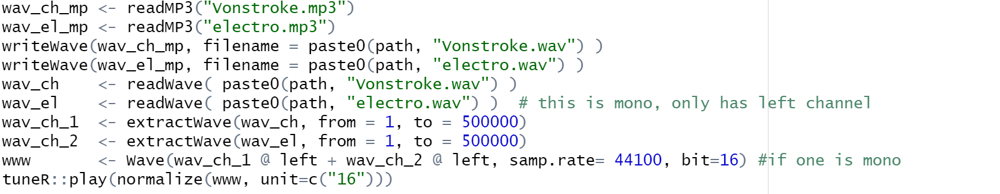 wav_ch_mp <- readMP3("Vonstroke.mp3")
wav_el_mp <- readMP3("electro.mp3")
writeWave(wav_ch_mp, filename = paste0(path, "Vonstroke.wav") )
writeWave(wav_el_mp, filename = paste0(path, "electro.wav") )
wav_ch    <- readWave( paste0(path, "Vonstroke.wav") )
wav_el    <- readWave( paste0(path, "electro.wav") )  # this is mono, only has left channel
wav_ch_1  <- extractWave(wav_ch, from = 1, to = 500000)
wav_ch_2  <- extractWave(wav_el, from = 1, to = 500000)
www       <- Wave(wav_ch_1 @ left + wav_ch_2 @ left, samp.rate= 44100, bit=16) #if one is mono
tuneR::play(normalize(www, unit=c("16")))